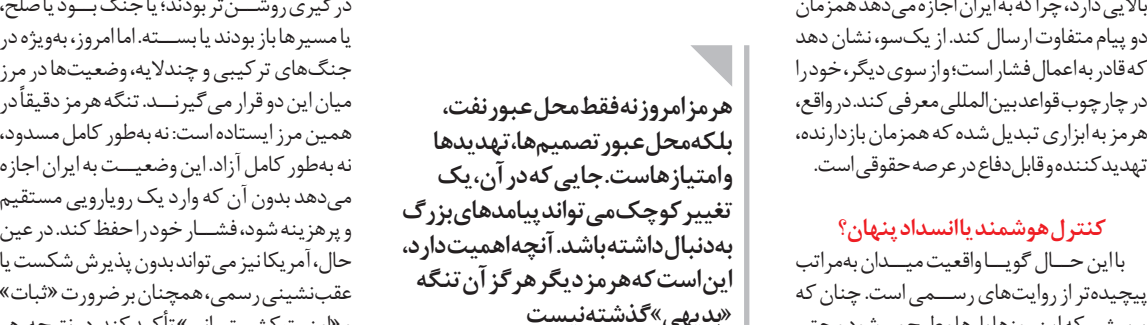 بالایی دارد، چرا که به ایران اجازه می‌دهد همزمان
دو پیام متفاوت ارسال کند. از یک‌سو، نشان دهد
که قادر به اعمال فشار است؛ و از سوی دیگر، خود را
در چارچوب قواعد بین‌المللی معرفی کند. در واقع،
هرمز به ابزاری تبدیل شده که همزمان بازدارنده،
تهدیدکننده و قابل دفاع در عرصه حقوقی است.
کنترل هوشمند یا انسداد پنهان؟
با این حال گویا واقعیت میدان به‌مراتب
پیچیده‌تر از روایت‌های رسمی است. چنان که
هرمز امروز نه فقط محل عبور نفت،
بلکه محل عبور تصمیم‌ها، تهدیدها
و امتیازهاست. جایی که در آن، یک
تغییر کوچک می‌تواند پیامدهای بزرگ
به‌دنبال داشته باشد. آنچه اهمیت دارد،
این است که هرمز دیگر هرگز آن تنگه
«بدیهی» گذشته نیست
درگیری روشن‌تر بودند؛ یا جنگ بود یا صلح،
یا مسیرها باز بودند یا بسته. اما امروز، به‌ویژه در
جنگ‌های ترکیبی و چندلایه، وضعیت‌ها در مرز
میان این دو قرار می‌گیرند. تنگه هرمز دقیقاً در
همین مرز ایستاده است: نه به‌طور کامل مسدود،
نه به‌طور کامل آزاد. این وضعیت به ایران اجازه
می‌دهد بدون آن که وارد یک رویارویی مستقیم
و پرهزینه شود، فشار خود را حفظ کند. در عین
حال، آمریکا نیز می‌تواند بدون پذیرش شکست یا
عقب‌نشینی رسمی، همچنان بر ضرورت «ثبات»